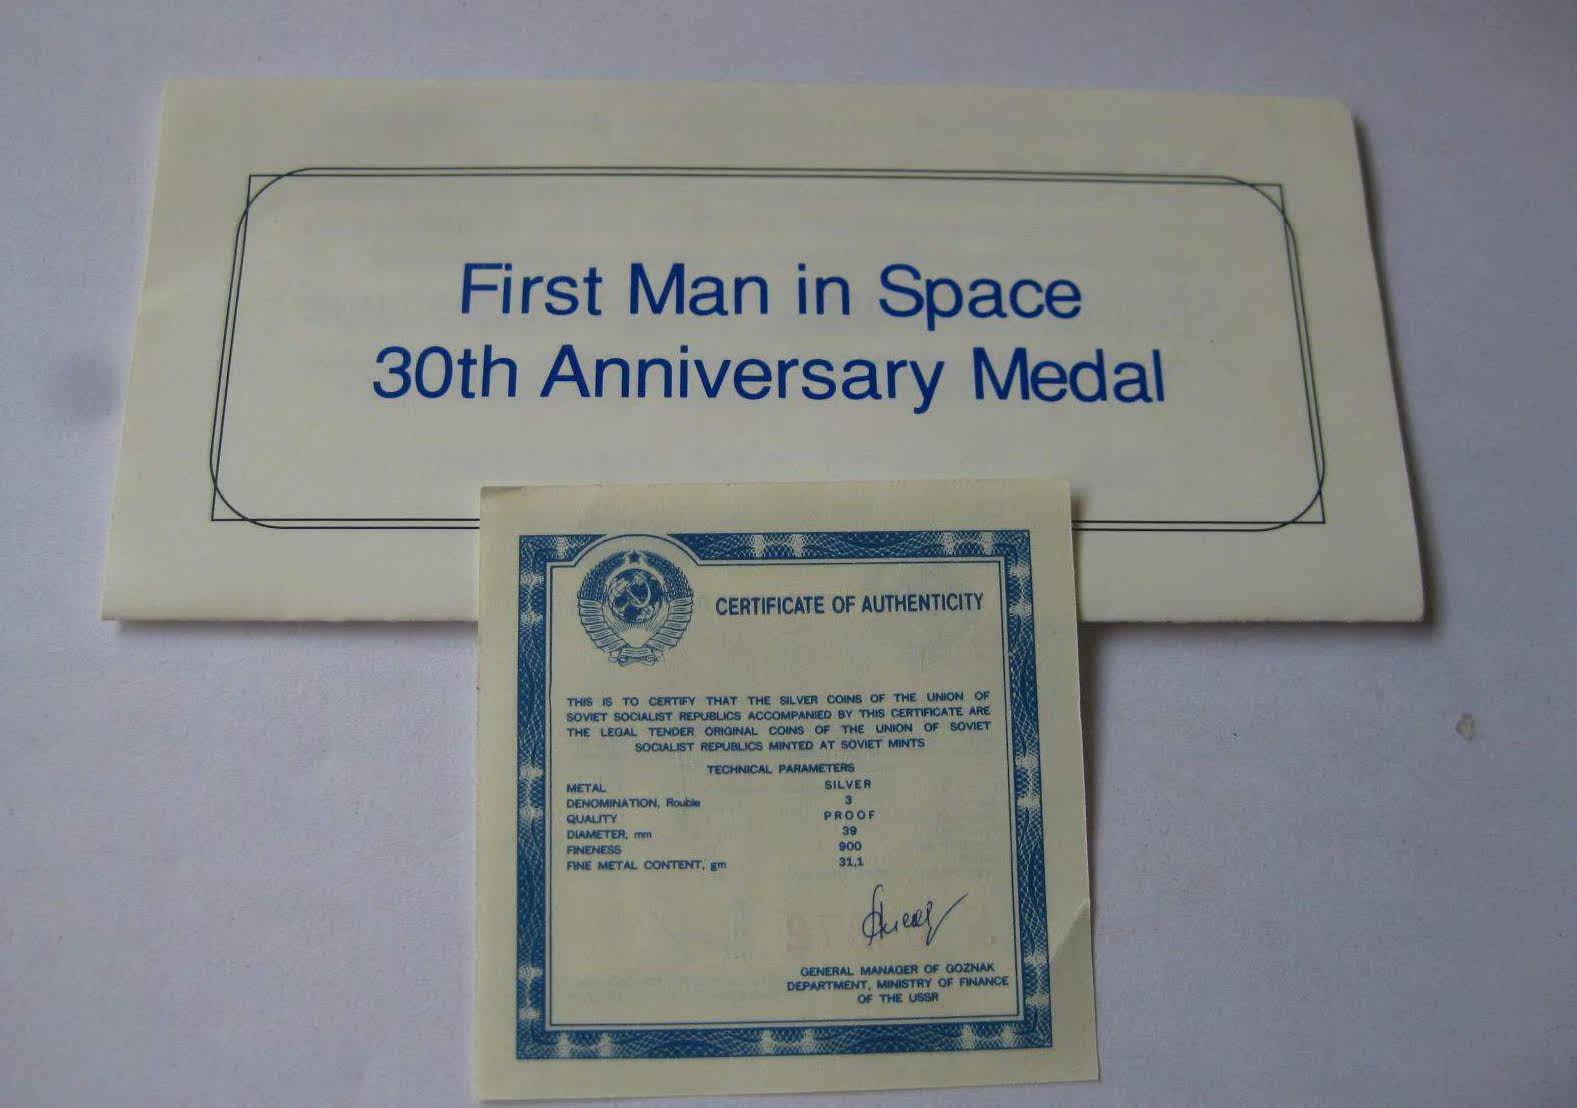 First Man in Space
30th Anniversary Medal
CERTIFICATE OF AUTHENTICITY
THIS IS TO CERTIFY THAT THE SILVER COINS OF THE UNION OF
SOVIET SOCIALIST REPUBLICS ACCOMPANIED BY THIS CERTIFICATE ARE
THE LEGAL TENDER ORIGINAL COINS OF THE UNION OF SOVIET
SOCIALIST REPUBLICS MINTED AT SOVIET MINTS
TECHNICAL PARAMETERS
METAL SILVER
DENOMINATION, Rouble 3
QUALITY PROOF
DIAMETER, mm 39
FINENESS 900
FINE METAL CONTENT, gm 31,1
GENERAL MANAGER OF GOZNAK
DEPARTMENT, MINISTRY OF FINANCE
OF THE USSR